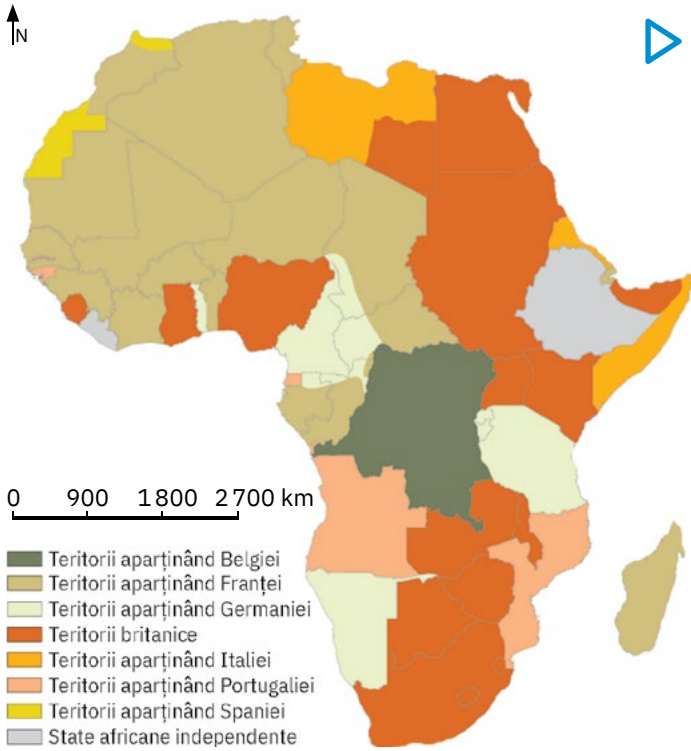 N
0 900 1800 2700 km
Teritorii aparținând Belgiei
Teritorii aparținând Franței
Teritorii aparținând Germaniei
Teritorii britanice
Teritorii aparținând Italiei
Teritorii aparținând Portugaliei
Teritorii aparținând Spaniei
State africane independente